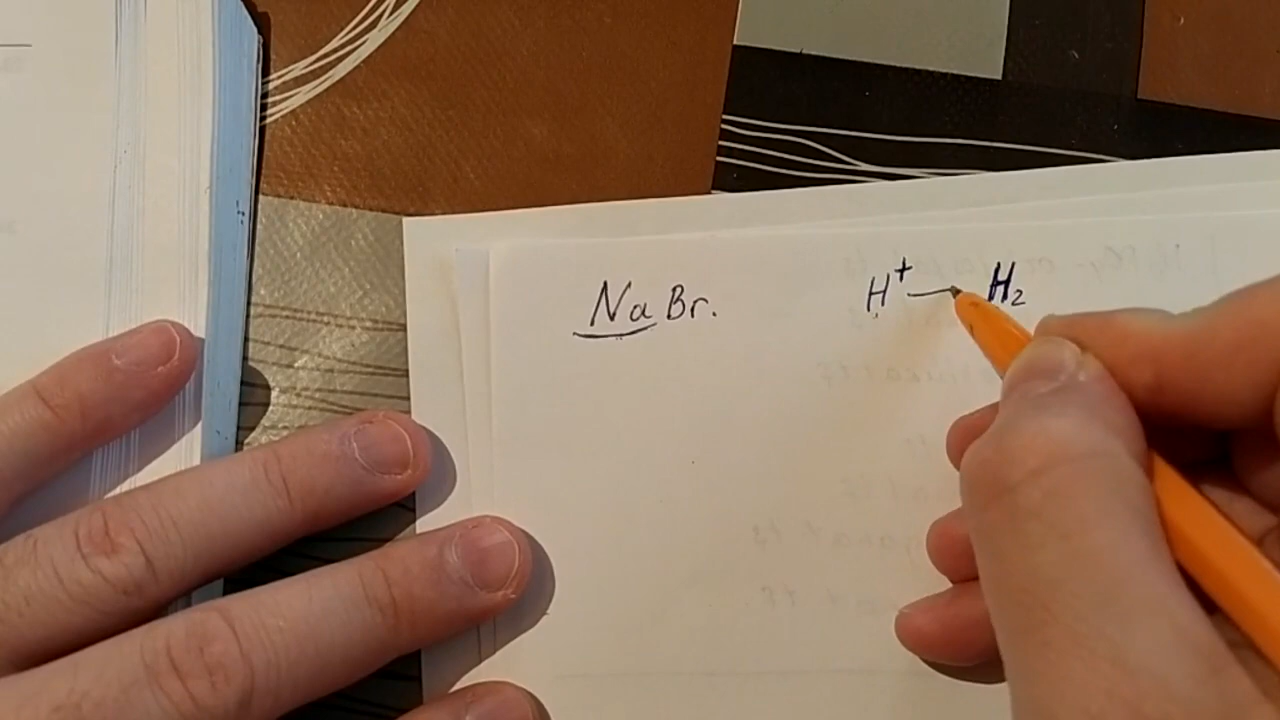 NaBr. H⁺ → H₂